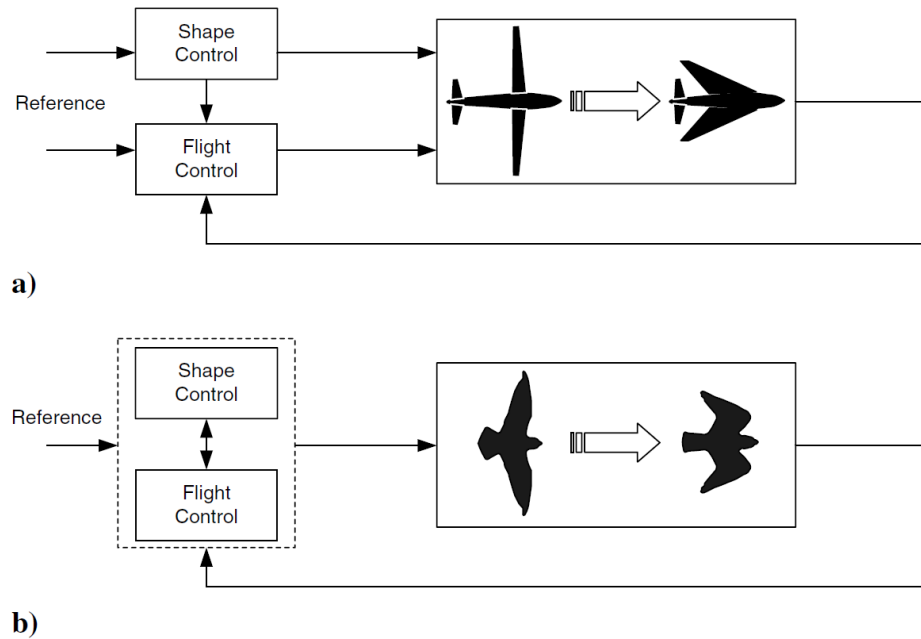 Shape
Control
Reference
Flight
Control
a)
Shape
Control
Reference
Flight
Control
b)